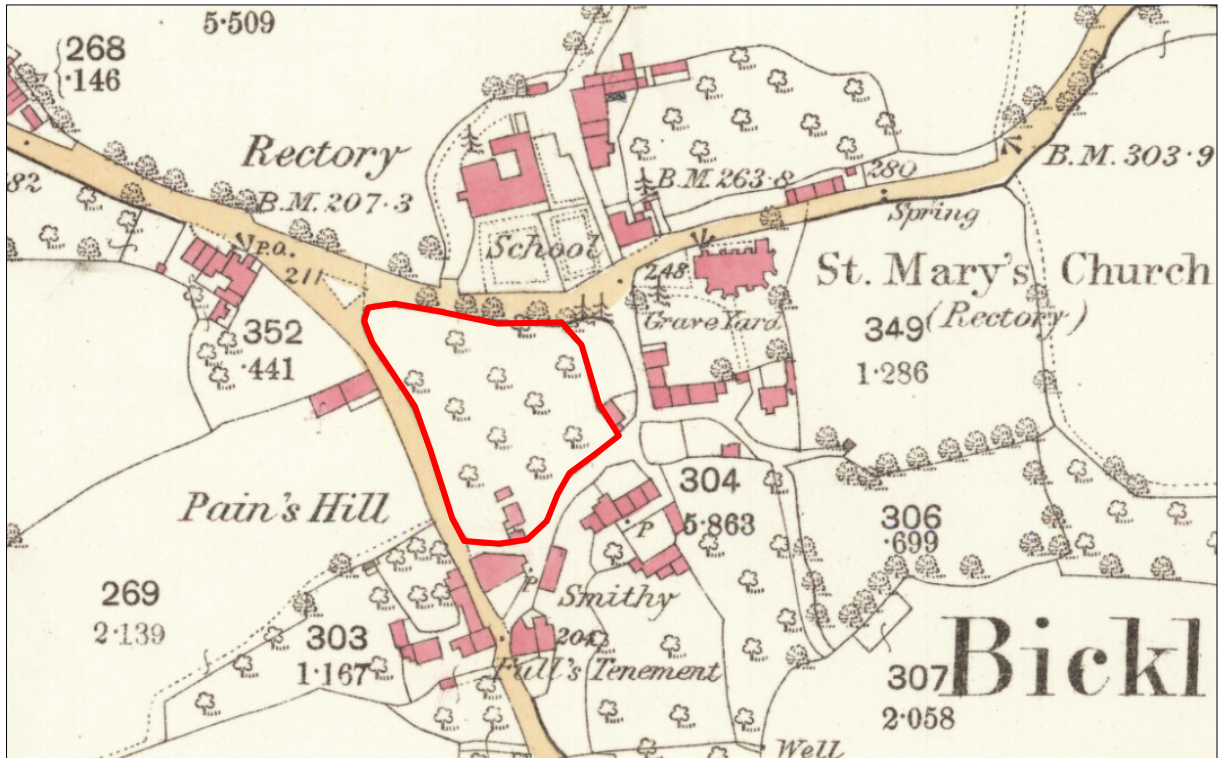 5·509
268
·146
Rectory
B.M. 207·3
B.M. 263·8
280
B.M. 303·9
282
Spring
P.O.
211
School
248
St. Mary's Church
(Rectory)
Grave Yard
352
·441
349
1·286
Pain's Hill
304
5·863
306
·699
P
269
2·139
P
Smithy
303
1·167
204
Full's Tenement
307
2·058
Bickl
Well